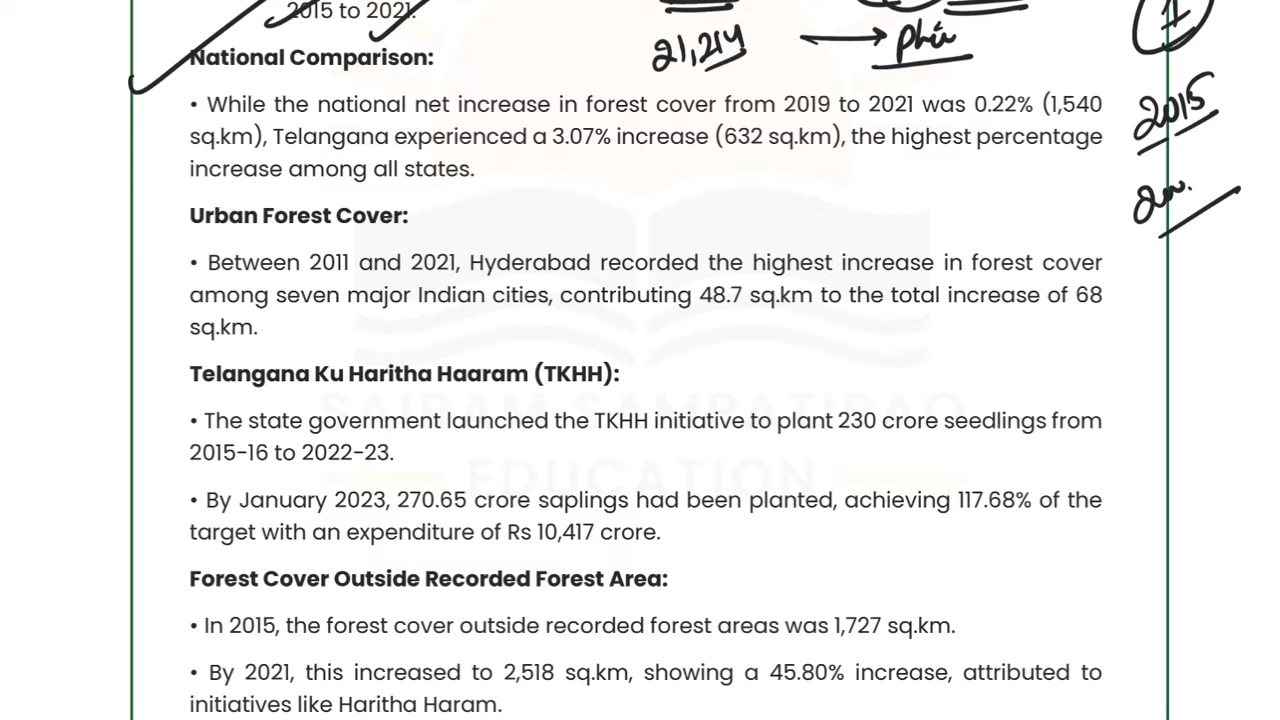 2015 to 2021.
21,214
2015
National Comparison:
• While the national net increase in forest cover from 2019 to 2021 was 0.22% (1,540
sq.km), Telangana experienced a 3.07% increase (632 sq.km), the highest percentage
increase among all states.
Urban Forest Cover:
• Between 2011 and 2021, Hyderabad recorded the highest increase in forest cover
among seven major Indian cities, contributing 48.7 sq.km to the total increase of 68
sq.km.
Telangana Ku Haritha Haaram (TKHH):
SAIRAM SAMPATIRAO
• The state government launched the TKHH initiative to plant 230 crore seedlings from
2015-16 to 2022-23.
EDUCATION
• By January 2023, 270.65 crore saplings had been planted, achieving 117.68% of the
target with an expenditure of Rs 10,417 crore.
Forest Cover Outside Recorded Forest Area:
• In 2015, the forest cover outside recorded forest areas was 1,727 sq.km.
• By 2021, this increased to 2,518 sq.km, showing a 45.80% increase, attributed to
initiatives like Haritha Haram.